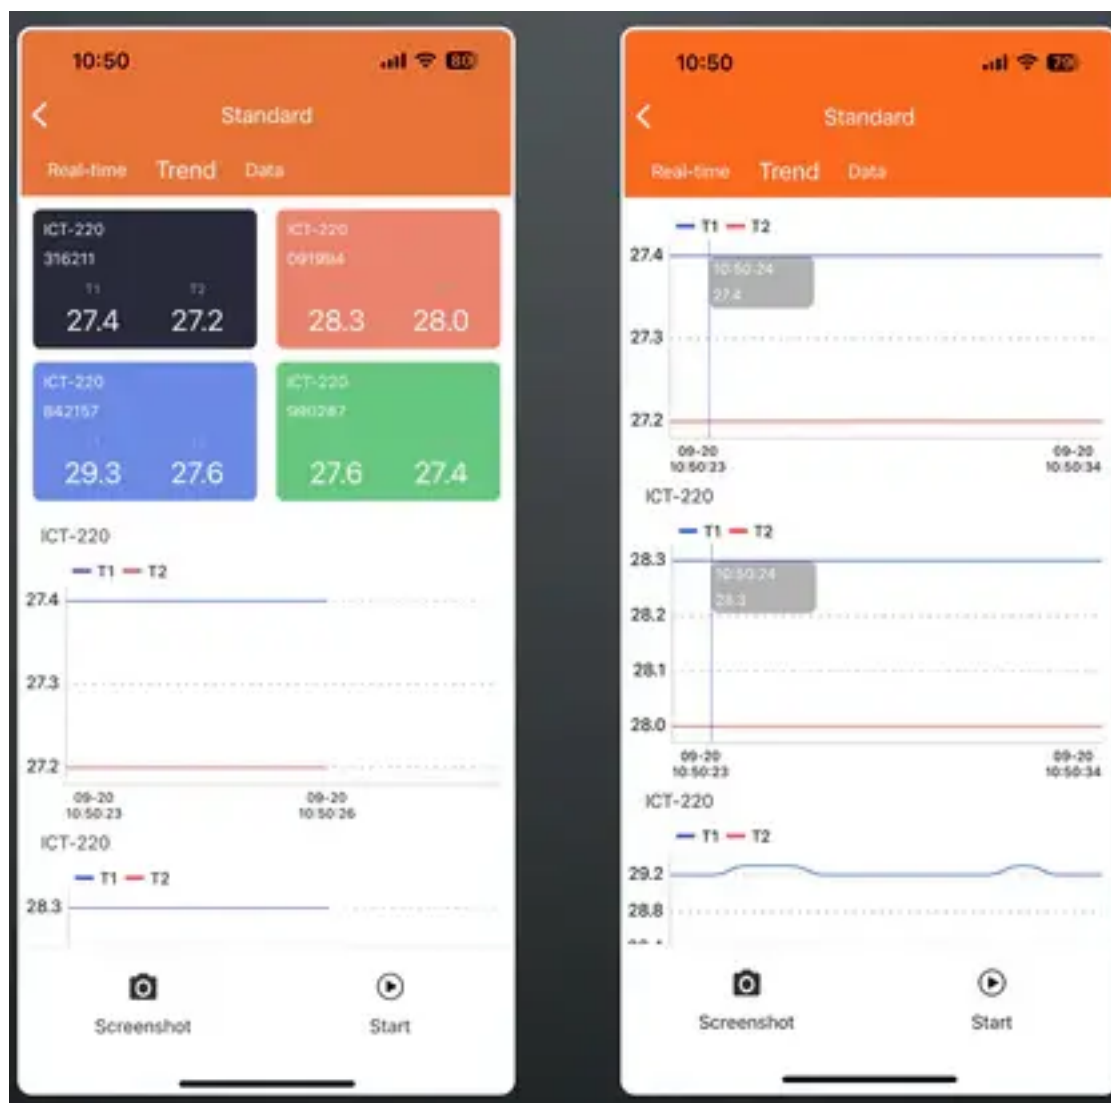 10:50
80
Standard
Real-time Trend Data
ICT-220
316211
T1 T2
27.4 27.2
ICT-220
091994
28.3 28.0
ICT-220
842157
T1 T2
29.3 27.6
ICT-220
990287
27.6 27.4
ICT-220
T1 T2
27.4
27.3
27.2
09-20
10:50:23
09-20
10:50:26
ICT-220
T1 T2
28.3
Screenshot
Start
10:50
79
Standard
Real-time Trend Data
T1 T2
27.4
10:50:24
27.4
27.3
27.2
09-20
10:50:23
09-20
10:50:34
ICT-220
T1 T2
28.3
10:50:24
28.3
28.2
28.1
28.0
09-20
10:50:23
09-20
10:50:34
ICT-220
T1 T2
29.2
28.8
Screenshot
Start